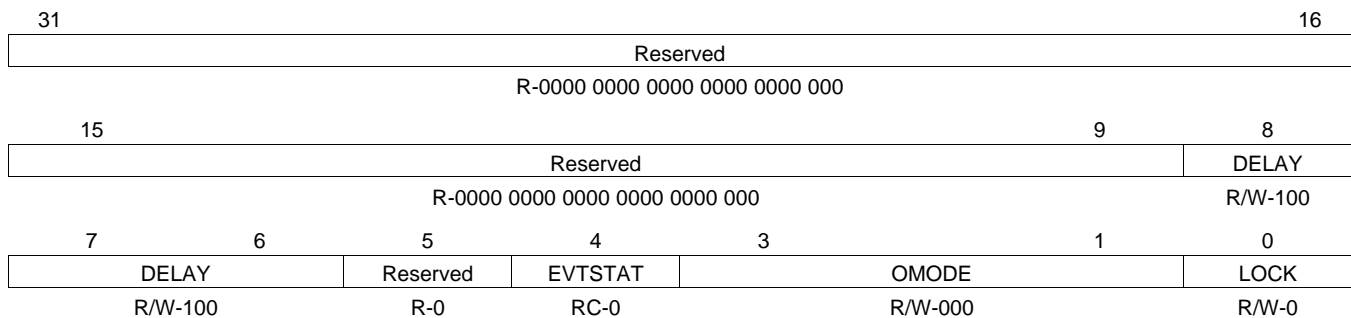 31 16
Reserved
R-0000 0000 0000 0000 0000 000
15 9 8
Reserved DELAY
R-0000 0000 0000 0000 0000 000 R/W-100
7 6 5 4 3 1 0
DELAY Reserved EVTSTAT OMODE LOCK
R/W-100 R-0 RC-0 R/W-000 R/W-0